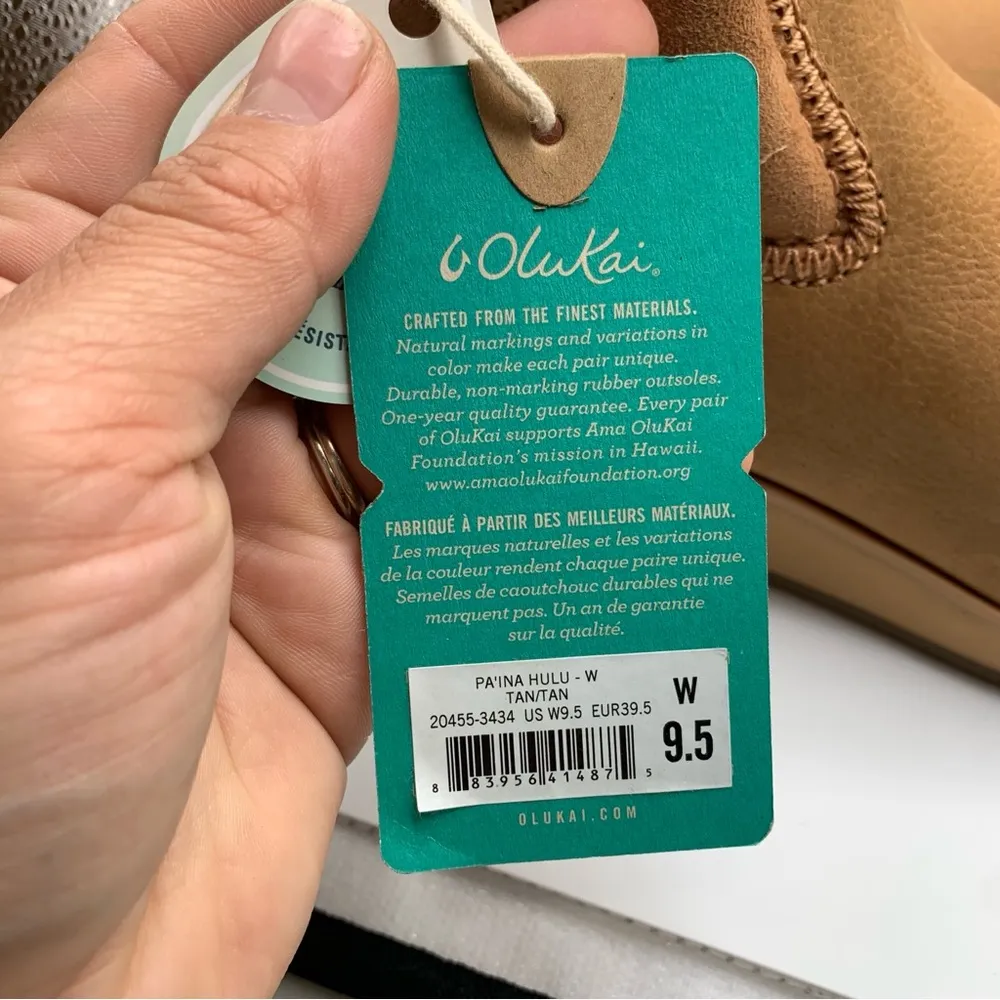 OluKai®
CRAFTED FROM THE FINEST MATERIALS.
Natural markings and variations in
color make each pair unique.
Durable, non-marking rubber outsoles.
One-year quality guarantee. Every pair
of OluKai supports Ama OluKai
Foundation's mission in Hawaii.
www.amaolukaifoundation.org
FABRIQUÉ À PARTIR DES MEILLEURS MATÉRIAUX.
Les marques naturelles et les variations
de la couleur rendent chaque paire unique.
Semelles de caoutchouc durables qui ne
marquent pas. Un an de garantie
sur la qualité.
PA'INA HULU - W
TAN/TAN
20455-3434 US W9.5 EUR39.5
W
9.5
8 83956 41487 5
OLUKAI.COM